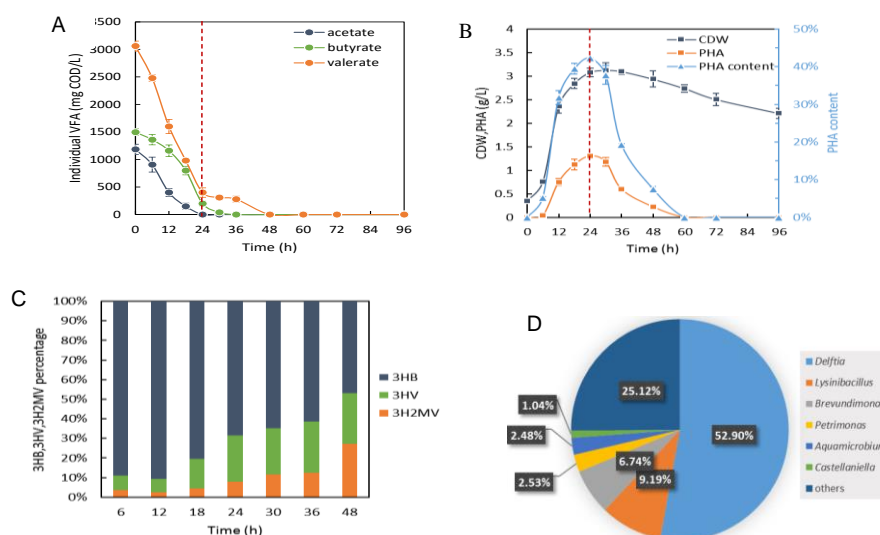 A
3500
3000
2500
2000
1500
1000
500
0
Individual VFA (mg COD/L)
acetate
butyrate
valerate
0 12 24 36 48 60 72 84 96
Time (h)
B
4
3.5
3
2.5
2
1.5
1
0.5
0
CDW,PHA (g/L)
CDW
PHA
PHA content
50%
40%
30%
20%
10%
0%
PHA content
0 12 24 36 48 60 72 84 96
Time (h)
C
100%
90%
80%
70%
60%
50%
40%
30%
20%
10%
0%
3HB,3HV,3H2MV percentage
3HB
3HV
3H2MV
6 12 18 24 30 36 48
Time (h)
D
25.12%
1.04%
2.48%
2.53%
6.74%
9.19%
52.90%
Delftia
Lysinibacillus
Brevundimona
Petrimonas
Aquamicrobiun
Castellaniella
others